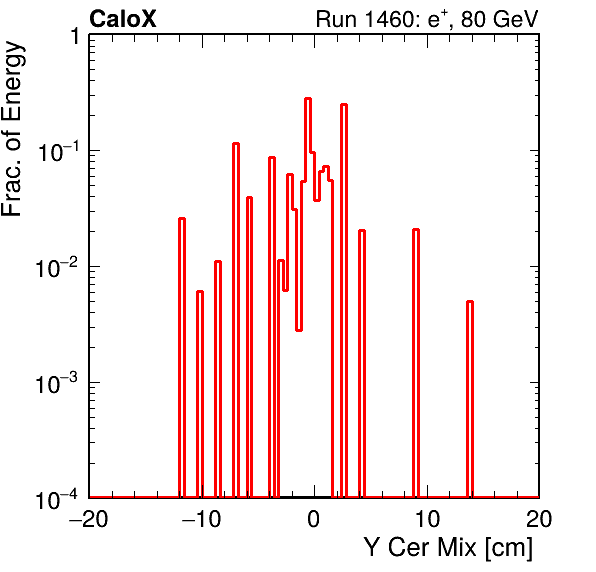 CaloX
Run 1460: e⁺, 80 GeV
Frac. of Energy
1
10⁻¹
10⁻²
10⁻³
10⁻⁴
−20
−10
0
10
20
Y Cer Mix [cm]